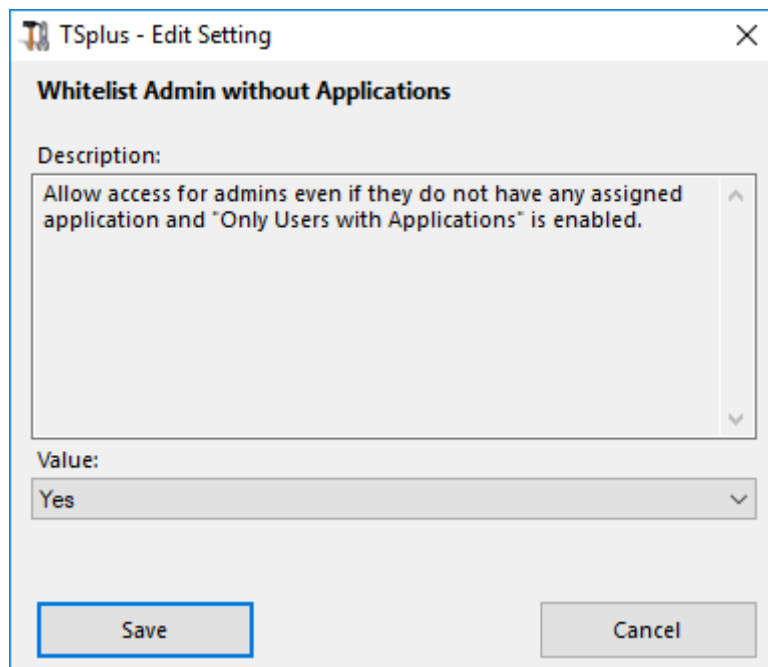 TSplus - Edit Setting
Whitelist Admin without Applications
Description:
Allow access for admins even if they do not have any assigned
application and "Only Users with Applications" is enabled.
Value:
Yes
Save
Cancel